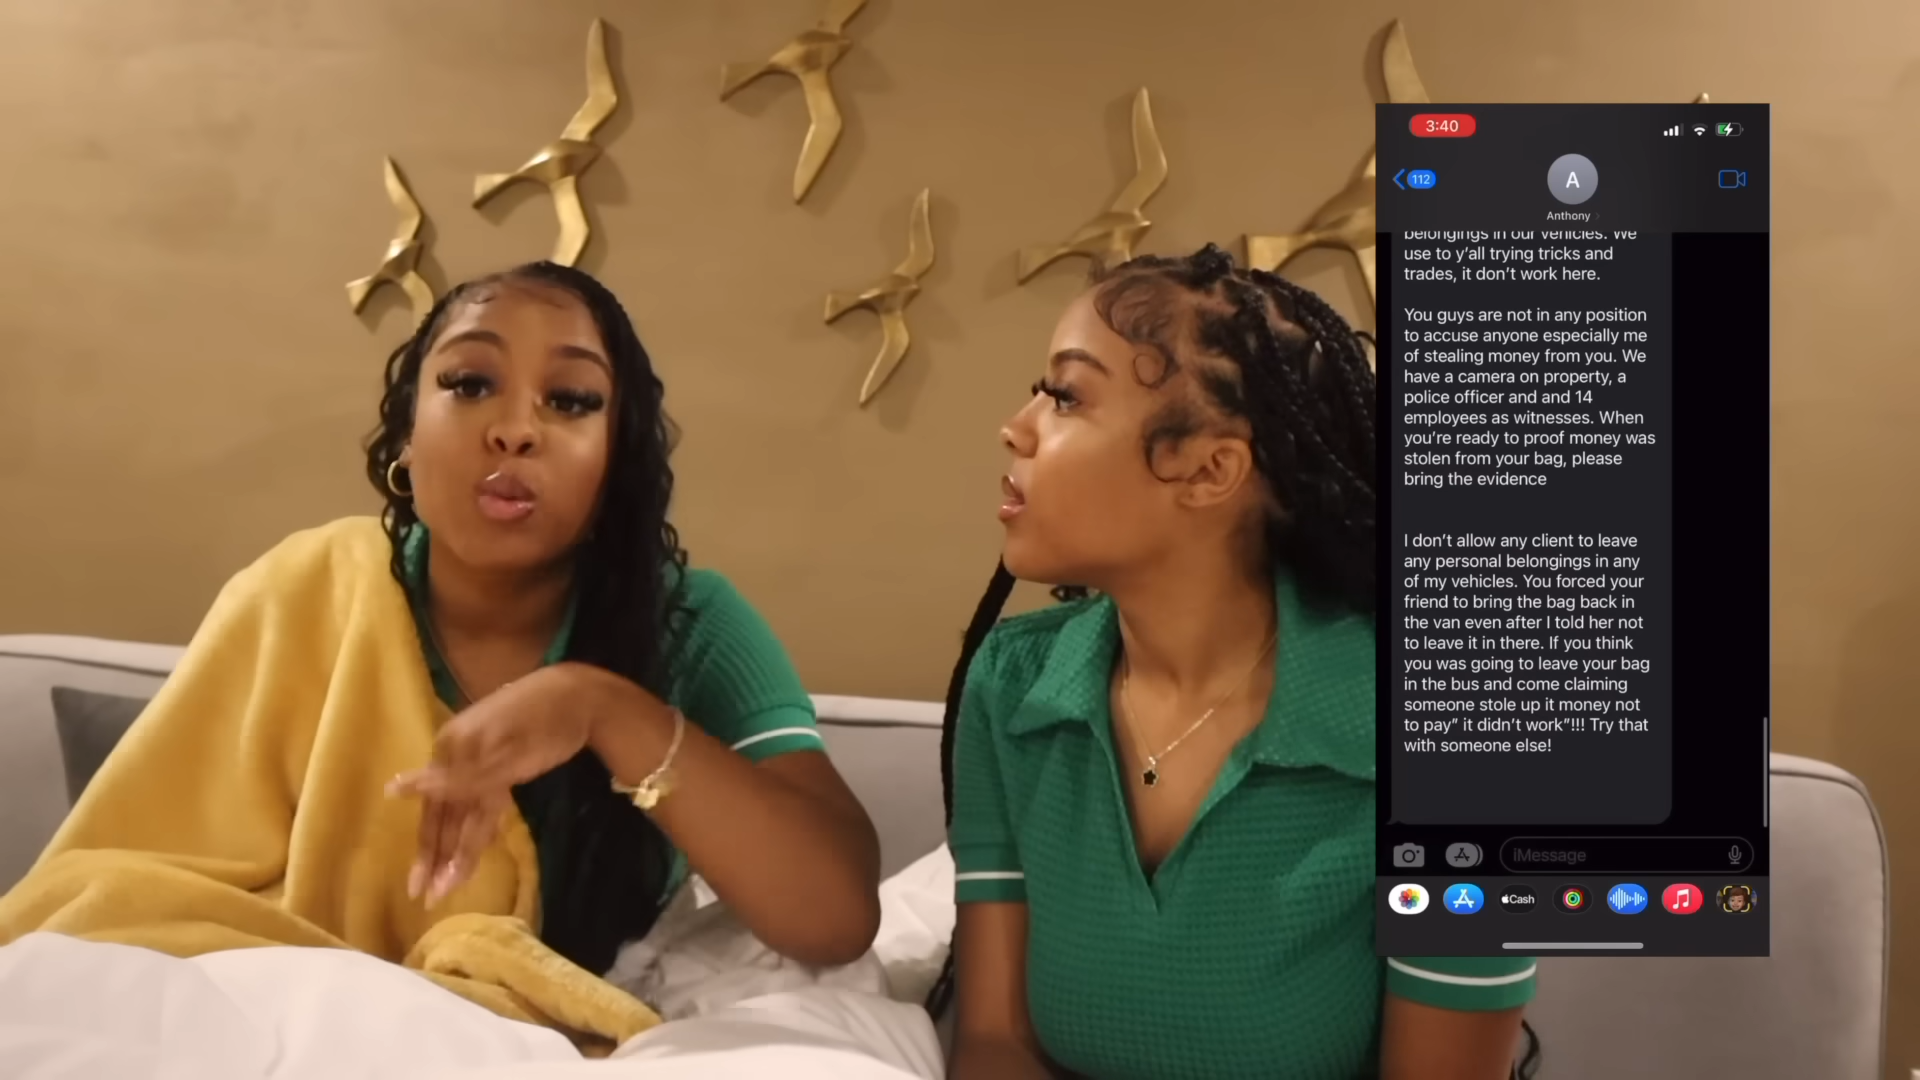 3:40
112
A
Anthony
belongings in our vehicles. We
use to y'all trying tricks and
trades, it don't work here.
You guys are not in any position
to accuse anyone especially me
of stealing money from you. We
have a camera on property, a
police officer and and 14
employees as witnesses. When
you're ready to proof money was
stolen from your bag, please
bring the evidence
I don't allow any client to leave
any personal belongings in any
of my vehicles. You forced your
friend to bring the bag back in
the van even after I told her not
to leave it in there. If you think
you was going to leave your bag
in the bus and come claiming
someone stole up it money not
to pay” it didn't work”!!! Try that
with someone else!
iMessage
Cash